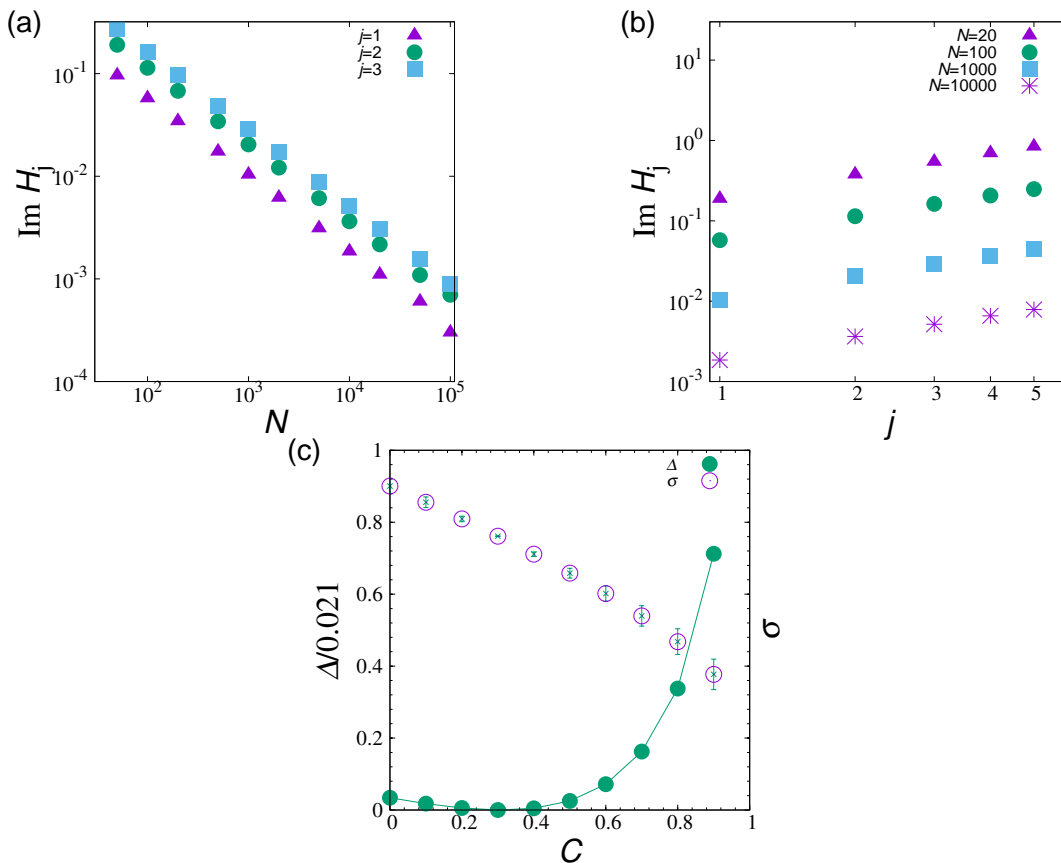 (a)
j=1
j=2
j=3
Im H_j
10^-1
10^-2
10^-3
10^-4
10^2
10^3
10^4
10^5
N
(b)
N=20
N=100
N=1000
N=10000
Im H_j
10^1
10^0
10^-1
10^-2
10^-3
1
2
3
4
5
j
(c)
Δ
σ
Δ/0.021
1
0.8
0.6
0.4
0.2
0
0
0.2
0.4
0.6
0.8
1
C
σ